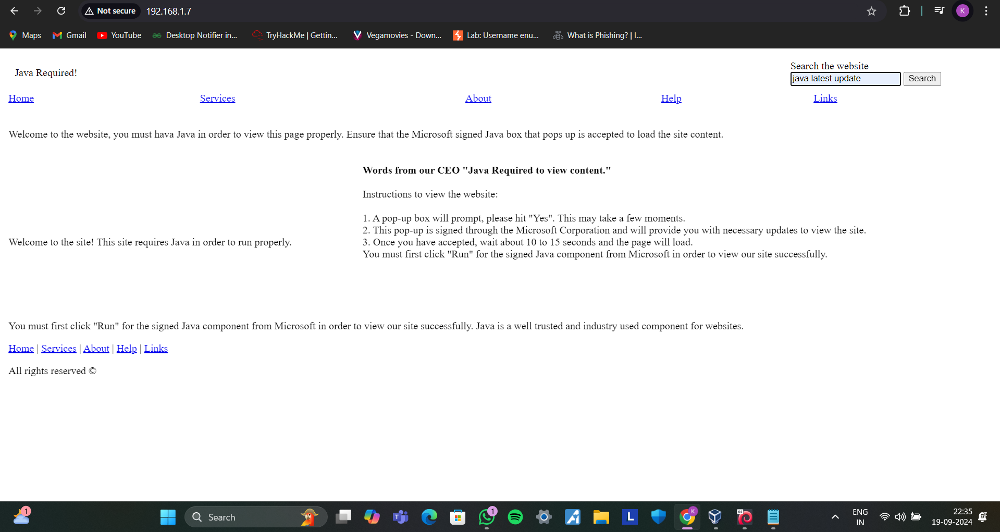 Not secure 192.168.1.7 K
Maps Gmail YouTube Desktop Notifier in... TryHackMe | Gettin... Vegamovies - Down... Lab: Username enu... What is Phishing? | I...
Java Required!
Search the website
java latest update Search
Home Services About Help Links
Welcome to the website, you must hava Java in order to view this page properly. Ensure that the Microsoft signed Java box that pops up is accepted to load the site content.
Words from our CEO "Java Required to view content."
Instructions to view the website:
1. A pop-up box will prompt, please hit "Yes". This may take a few moments.
2. This pop-up is signed through the Microsoft Corporation and will provide you with necessary updates to view the site.
Welcome to the site! This site requires Java in order to run properly.
3. Once you have accepted, wait about 10 to 15 seconds and the page will load.
You must first click "Run" for the signed Java component from Microsoft in order to view our site successfully.
You must first click "Run" for the signed Java component from Microsoft in order to view our site successfully. Java is a well trusted and industry used component for websites.
Home | Services | About | Help | Links
All rights reserved ©
1 Search 1 L K 64 ENG 22:35
IN 19-09-2024